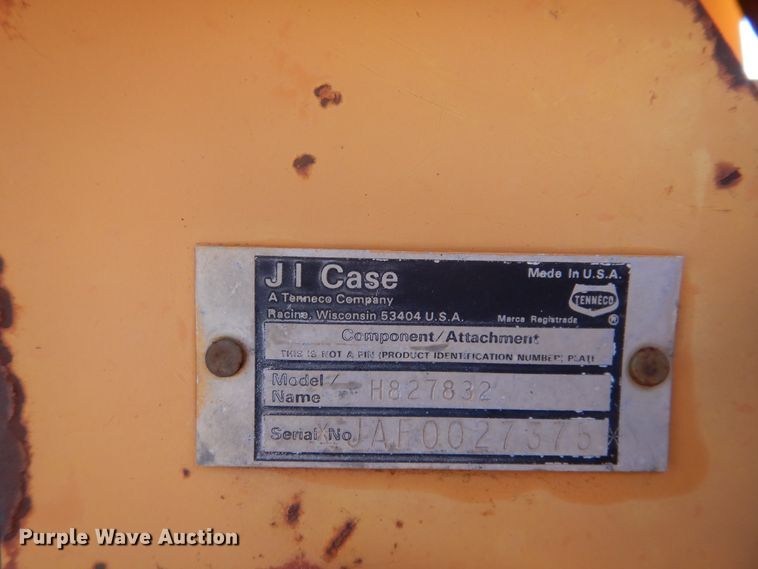 J I Case
Made In U.S.A.
A Tenneco Company
TENNECO
Racine, Wisconsin 53404 U.S.A.
Marca Registrada ®
Component/Attachment
THIS IS NOT A PIN (PRODUCT IDENTIFICATION NUMBER) PLATE
Model/
Name H827832
Serial No *JAF0027375*
Purple Wave Auction